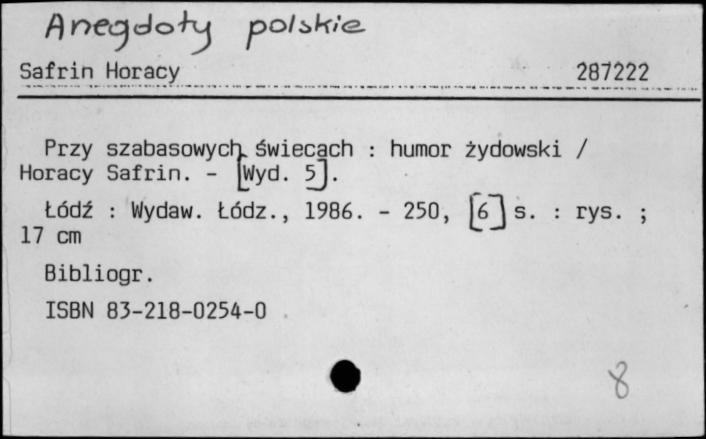 Anegdoty polskie
Safrin Horacy 287222
Przy szabasowych świecach : humor żydowski /
Horacy Safrin. - [Wyd. 5].
Łódź : Wydaw. Łódz., 1986. - 250, [6] s. : rys. ;
17 cm
Bibliogr.
ISBN 83-218-0254-0
8